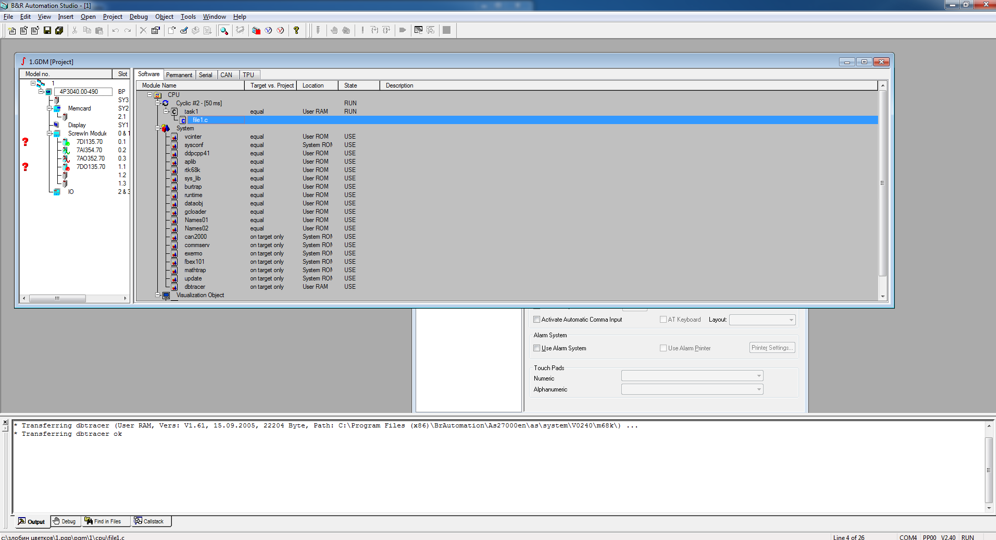 B&R Automation Studio - [1]
File Edit View Insert Open Project Debug Object Tools Window Help
1.GDM [Project]
Model no. Slot
1
4P3040.00-490 BP
SY3
Memcard SY2
2.1
Display SY1
ScrewIn Moduk 0 & 1
7DI135.70 0.1
7AI354.70 0.2
7AO352.70 0.3
7DO135.70 1.1
1.2
1.3
IO 2 & 3
Software Permanent Serial CAN TPU
Module Name Target vs. Project Location State Description
CPU
Cyclic #2 - [50 ms] RUN
task1 equal User RAM RUN
file1.c
System
vcinter equal User ROM USE
sysconf equal System ROM USE
ddpcpp41 equal User ROM USE
aplib equal User ROM USE
rtk68k equal User ROM USE
sys_lib equal User ROM USE
burtrap equal User ROM USE
runtime equal User ROM USE
dataobj equal User ROM USE
gcloader equal User ROM USE
Names01 equal User ROM USE
Names02 equal User ROM USE
can2000 on target only System ROM USE
commserv on target only System ROM USE
exermo on target only System ROM USE
fbex101 on target only System ROM USE
mathtrap on target only System ROM USE
update on target only System ROM USE
dbtracer on target only User RAM USE
Visualization Object
Activate Automatic Comma Input AT Keyboard Layout:
Alarm System
Use Alarm System Use Alarm Printer Printer Settings...
Touch Pads
Numeric
Alphanumeric
* Transferring dbtracer (User RAM, Vers: V1.61, 15.09.2005, 22204 Byte, Path: C:\Program Files (x86)\BrAutomation\As27000en\as\system\V0240\m68k\) ...
* Transferring dbtracer ok
Output Debug Find in Files Callstack
c:\злобин цветков\1.pgp\pgm\1\cpu\file1.c Line 4 of 26 COM4 PP00 V2.40 RUN